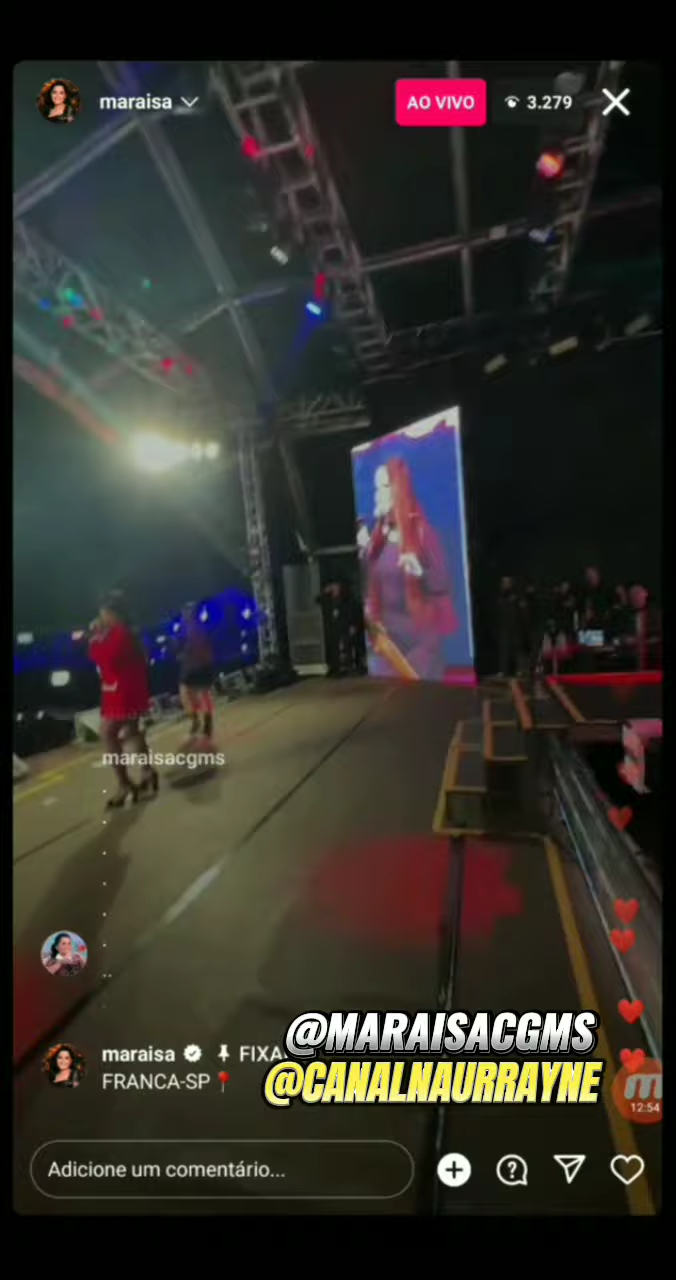 maraisa
AO VIVO
3.279
maraisacgms
.
.
.
.
.
.
..
maraisa FIXA
FRANCA-SP
@MARAISACGMS
@CANALNAURRAYNE
12:54
Adicione um comentário...